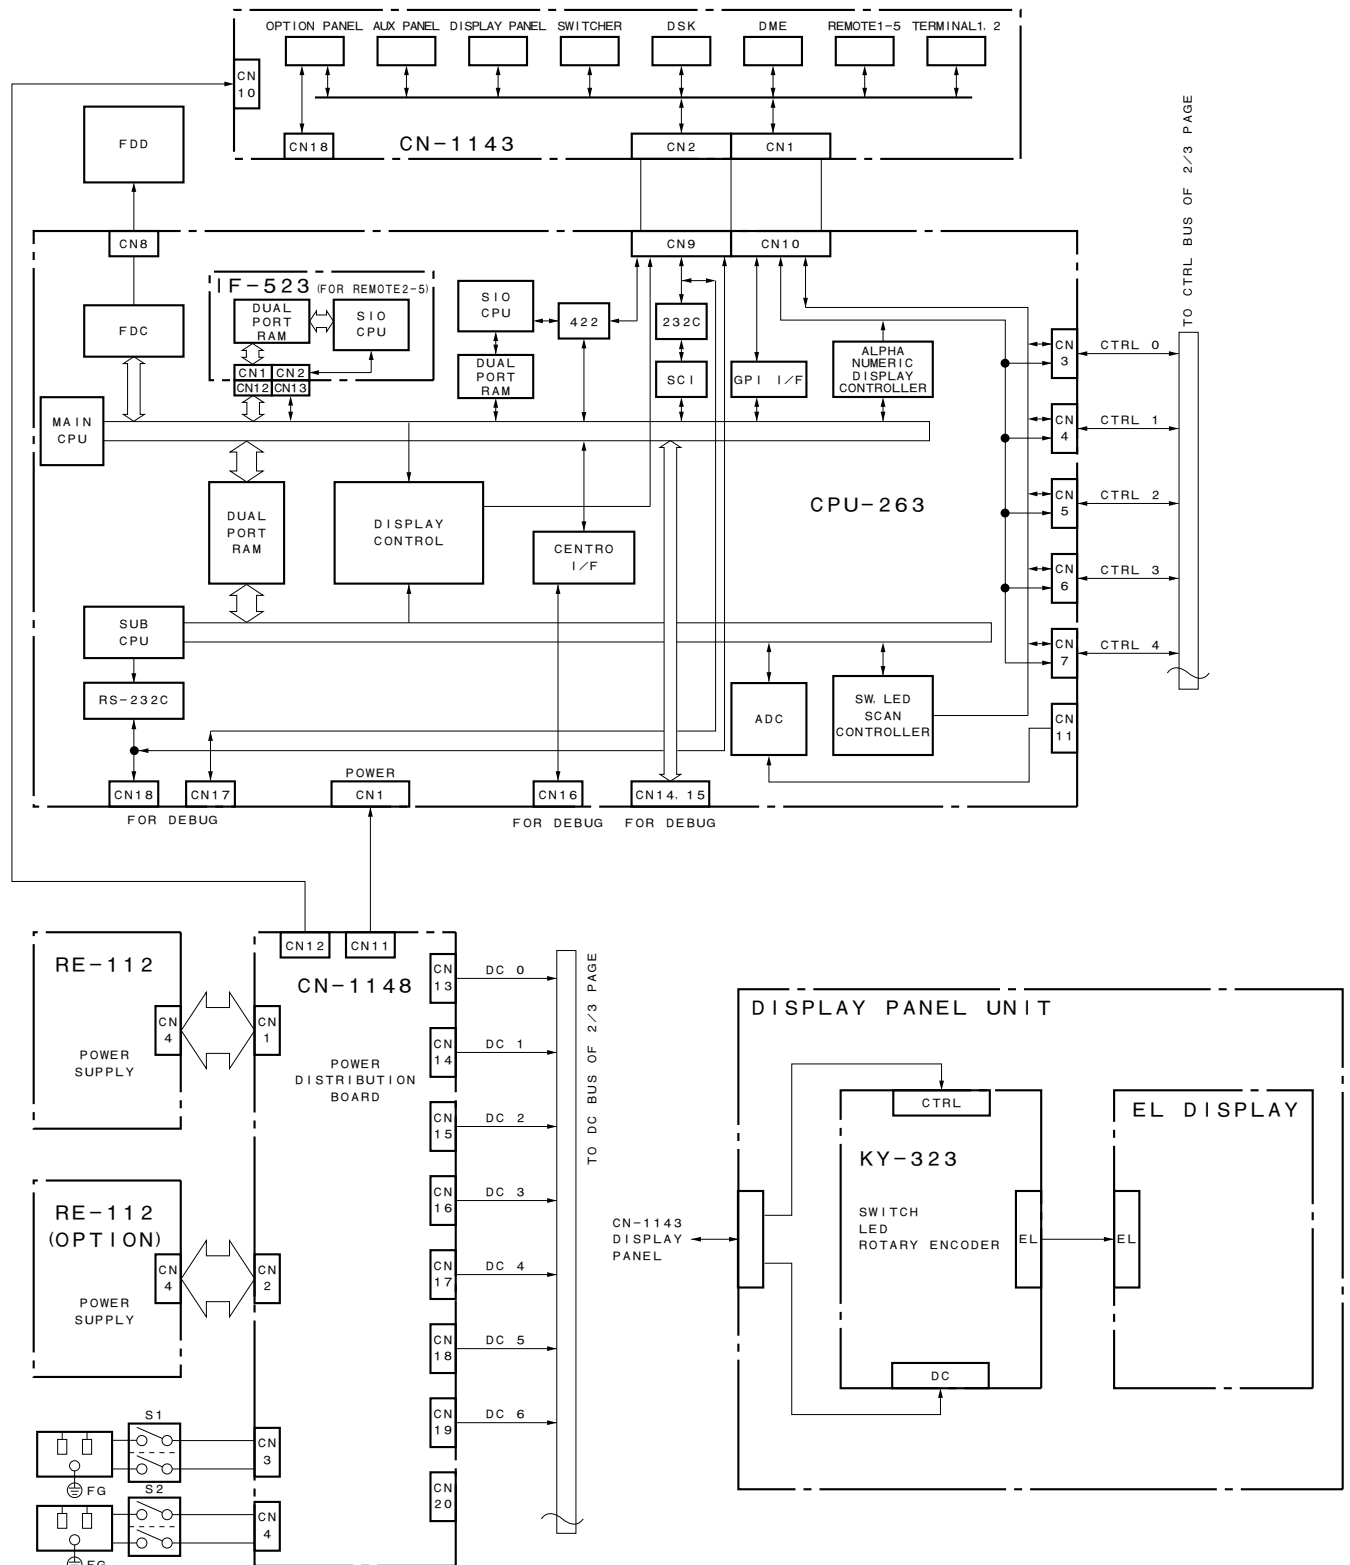 OPTION PANEL AUX PANEL DISPLAY PANEL SWITCHER DSK DME REMOTE1-5 TERMINAL1, 2
CN
10
CN18
CN-1143
CN2
CN1
FDD
TO CTRL BUS OF 2/3 PAGE
CN8
CN9
CN10
FDC
IF-523 (FOR REMOTE2-5)
DUAL
PORT
RAM
SIO
CPU
CN1
CN2
CN12
CN13
SIO
CPU
422
DUAL
PORT
RAM
232C
SCI
GPI I/F
ALPHA
NUMERIC
DISPLAY
CONTROLLER
CN
3
CTRL 0
CN
4
CTRL 1
CN
5
CTRL 2
CN
6
CTRL 3
CN
7
CTRL 4
CN
11
MAIN
CPU
CPU-263
DUAL
PORT
RAM
DISPLAY
CONTROL
CENTRO
I/F
SUB
CPU
RS-232C
ADC
SW, LED
SCAN
CONTROLLER
POWER
CN18
CN17
CN1
CN16
CN14, 15
FOR DEBUG
FOR DEBUG
FOR DEBUG
CN12
CN11
RE-112
CN
4
POWER
SUPPLY
CN
1
CN-1148
POWER
DISTRIBUTION
BOARD
CN
13
DC 0
CN
14
DC 1
CN
15
DC 2
CN
16
DC 3
CN
17
DC 4
CN
18
DC 5
CN
19
DC 6
CN
20
TO DC BUS OF 2/3 PAGE
RE-112
(OPTION)
CN
4
POWER
SUPPLY
CN
2
S1
CN
3
FG
S2
CN
4
FG
DISPLAY PANEL UNIT
CTRL
KY-323
SWITCH
LED
ROTARY ENCODER
EL
DC
EL DISPLAY
EL
CN-1143
DISPLAY
PANEL